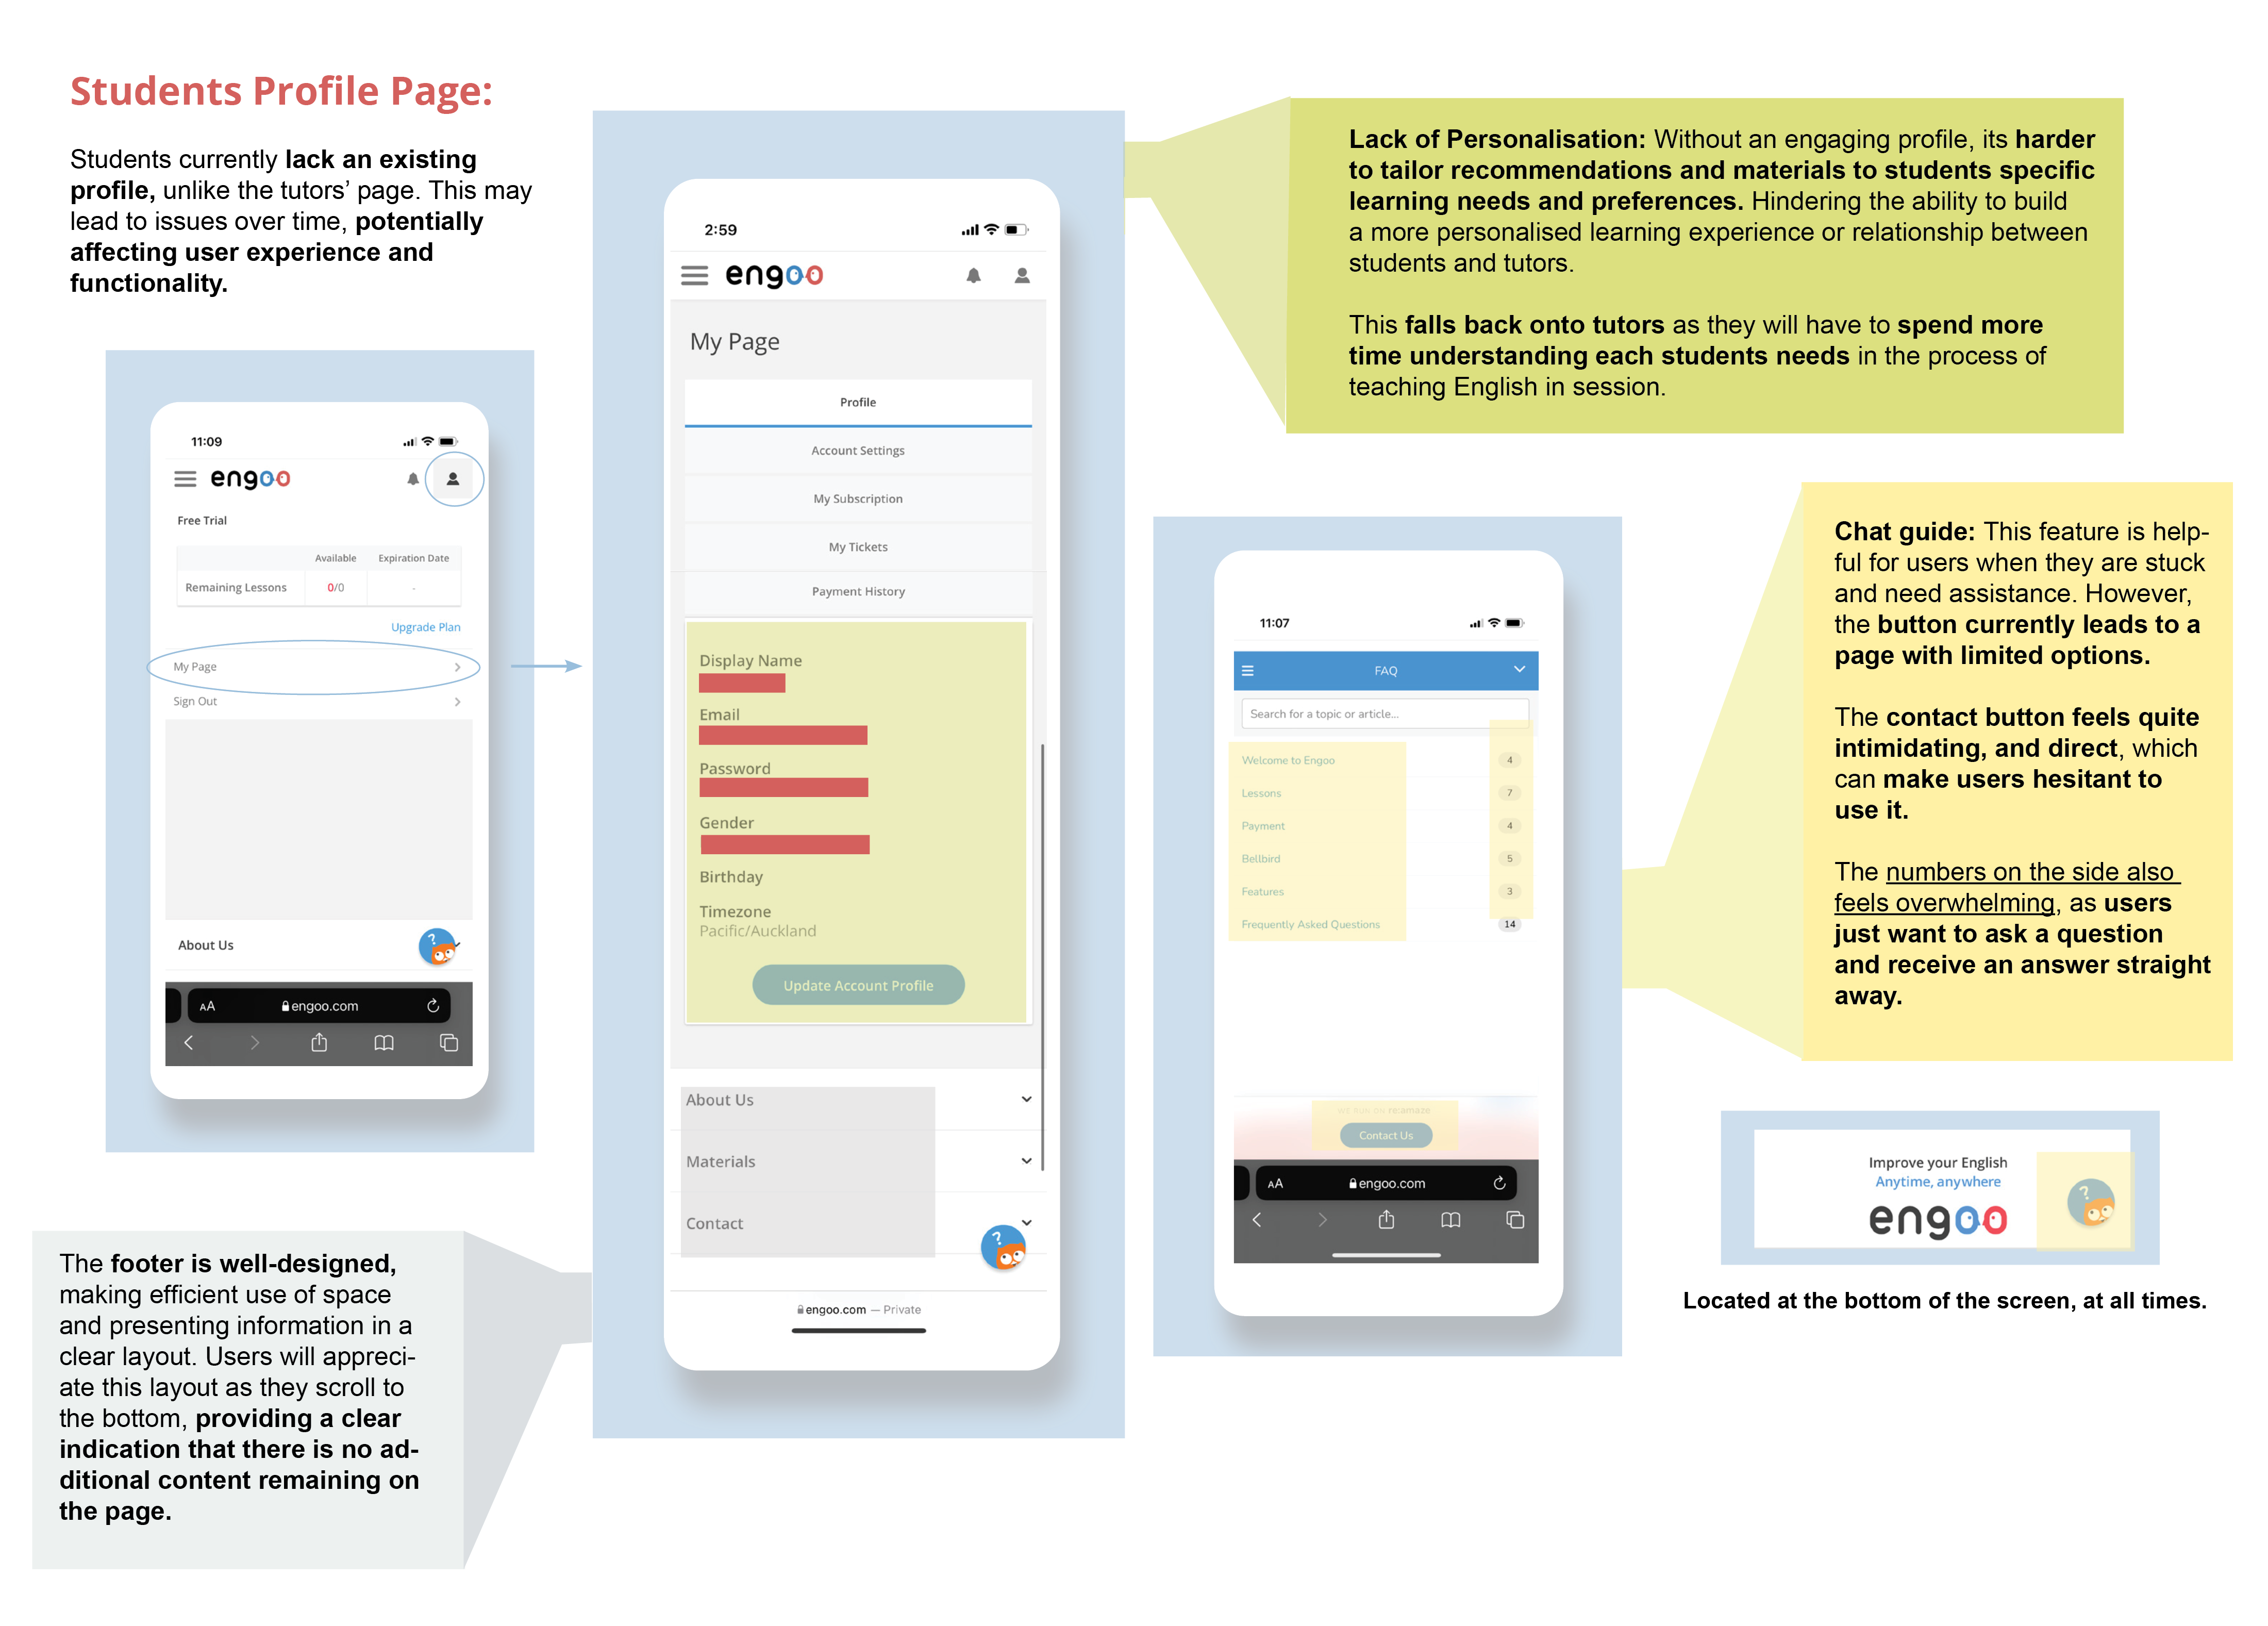 Students Profile Page:
Students currently lack an existing
profile, unlike the tutors’ page. This may
lead to issues over time, potentially
affecting user experience and
functionality.
11:09
engoo
Free Trial
Available Expiration Date
Remaining Lessons 0/0 -
Upgrade Plan
My Page
Sign Out
About Us
?
AA engoo.com
The footer is well-designed,
making efficient use of space
and presenting information in a
clear layout. Users will appreci-
ate this layout as they scroll to
the bottom, providing a clear
indication that there is no ad-
ditional content remaining on
the page.
2:59
engoo
My Page
Profile
Account Settings
My Subscription
My Tickets
Payment History
Display Name
Email
Password
Gender
Birthday
Timezone
Pacific/Auckland
Update Account Profile
About Us
Materials
Contact
?
engoo.com — Private
Lack of Personalisation: Without an engaging profile, its harder
to tailor recommendations and materials to students specific
learning needs and preferences. Hindering the ability to build
a more personalised learning experience or relationship between
students and tutors.
This falls back onto tutors as they will have to spend more
time understanding each students needs in the process of
teaching English in session.
11:07
FAQ
Search for a topic or article...
Welcome to Engoo 4
Lessons 7
Payment 4
Bellbird 5
Features 3
Frequently Asked Questions 14
we run on re:amaze
Contact Us
AA engoo.com
Chat guide: This feature is help-
ful for users when they are stuck
and need assistance. However,
the button currently leads to a
page with limited options.
The contact button feels quite
intimidating, and direct, which
can make users hesitant to
use it.
The numbers on the side also
feels overwhelming, as users
just want to ask a question
and receive an answer straight
away.
Improve your English
Anytime, anywhere
engoo
?
Located at the bottom of the screen, at all times.